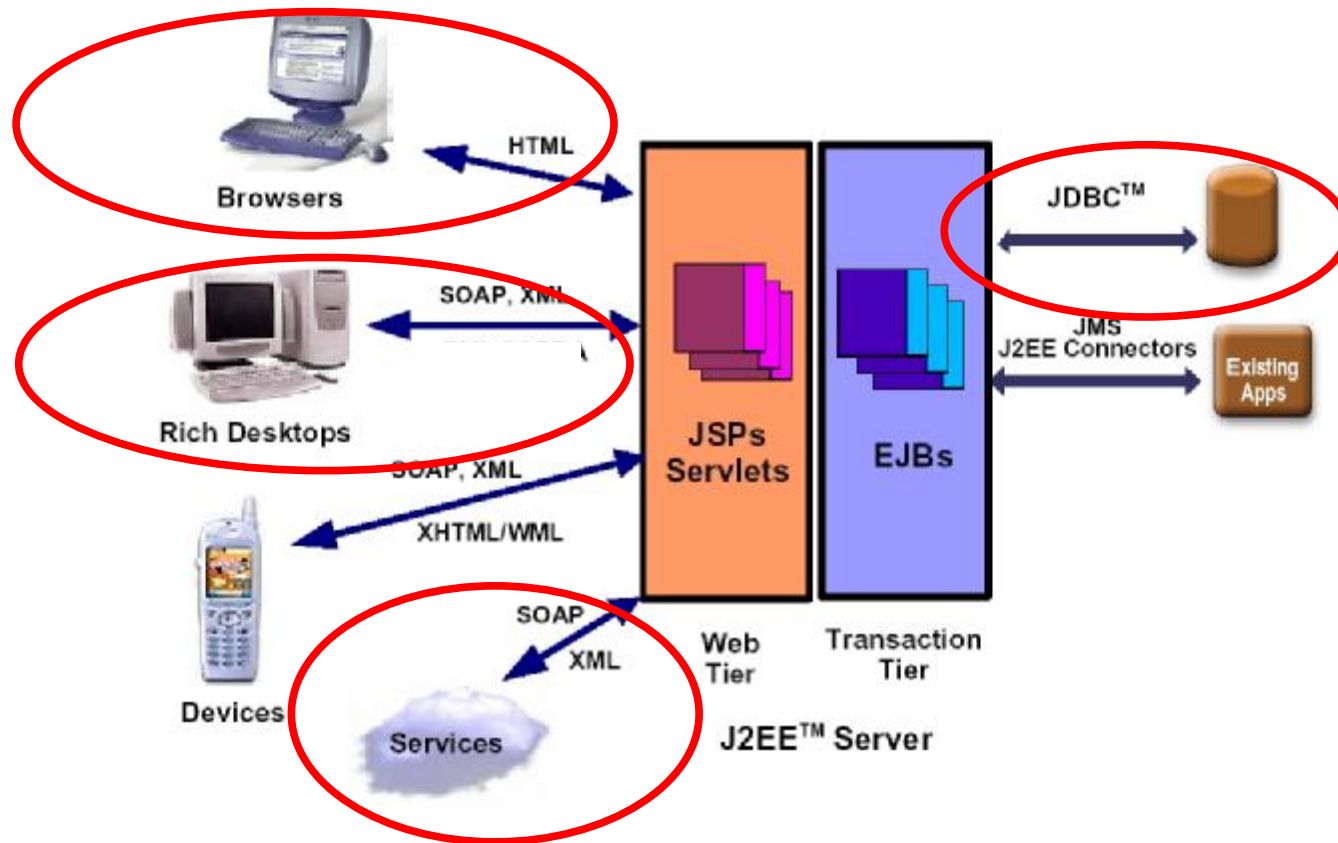 HTML
Browsers
SOAP, XML
Rich Desktops
SOAP, XML
XHTML/WML
Devices
SOAP
XML
Services
JSPs
Servlets
EJBs
Web
Tier
Transaction
Tier
J2EE™ Server
JDBC™
JMS
J2EE Connectors
Existing
Apps